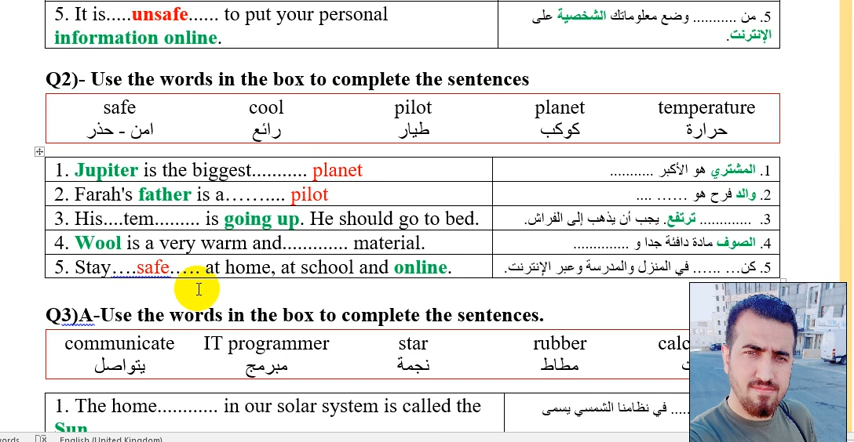 5. It is.....unsafe...... to put your personal
information online.
5. من ........... وضع معلوماتك الشخصية على
الإنترنت.
Q2)- Use the words in the box to complete the sentences
safe cool pilot planet temperature
امن - حذر رائع طيار كوكب حرارة
1. Jupiter is the biggest........... planet
1. المشتري هو الأكبر ...........
2. Farah's father is a……..... pilot
2. والد فرح هو …… ....
3. His....tem......... is going up. He should go to bed.
3. ............. ترتفع. يجب أن يذهب إلى الفراش.
4. Wool is a very warm and............. material.
4. الصوف مادة دافئة جدا و ..............
5. Stay….safe…... at home, at school and online.
5. كن… ...... في المنزل والمدرسة وعبر الإنترنت.
Q3)A-Use the words in the box to complete the sentences.
communicate IT programmer star rubber calc
يتواصل مبرمج نجمة مطاط
1. The home............ in our solar system is called the
Sun
.... في نظامنا الشمسي يسمى
English (United Kingdom)